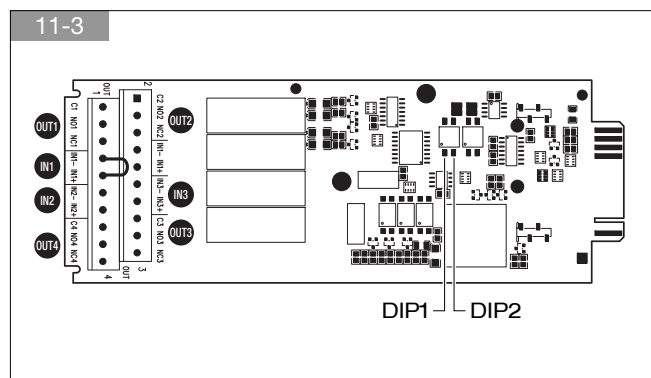 11-3
OUT
1
2
C1
NO1
NC1
IN1-
IN1+
IN2-
IN2+
C4
NO4
NC4
C2
NO2
NC2
IN1-
IN1+
IN3-
IN3+
C3
NO3
NC3
OUT1
OUT2
IN1
IN2
IN3
OUT4
OUT3
4
OUT
3
DIP1 DIP2